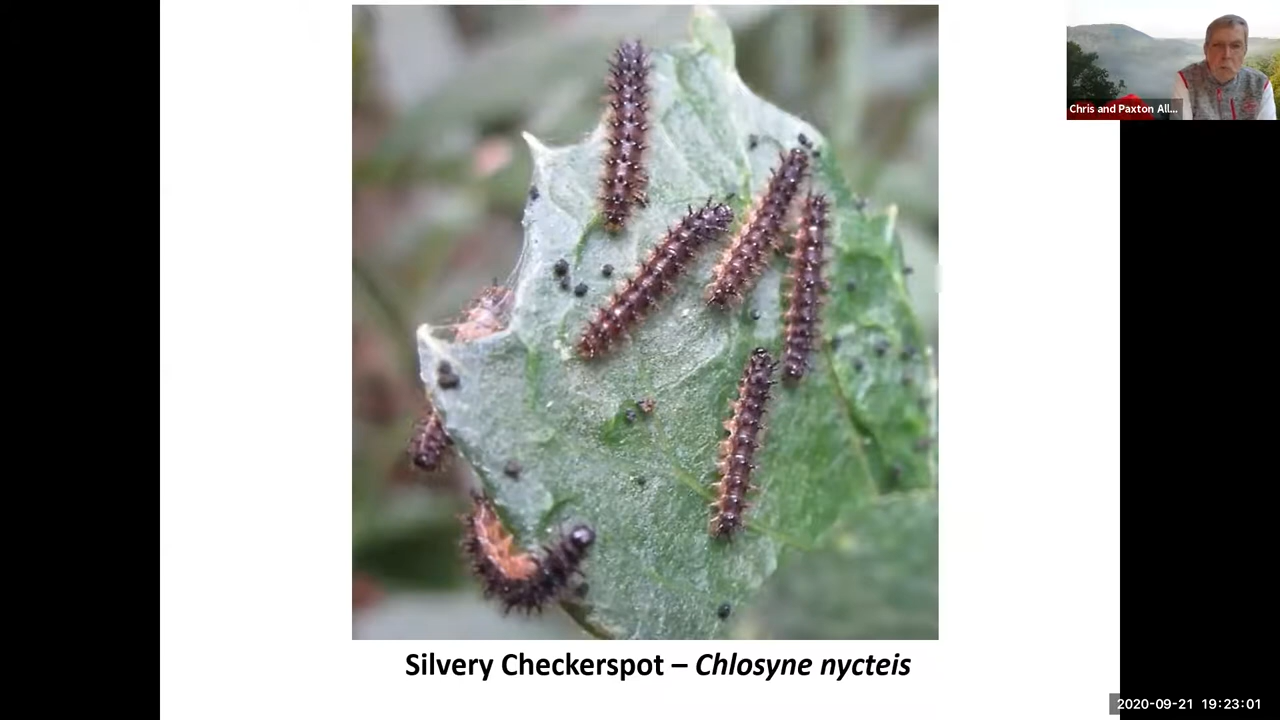 Chris and Paxton All...
Silvery Checkerspot – Chlosyne nycteis
2020-09-21 19:23:01